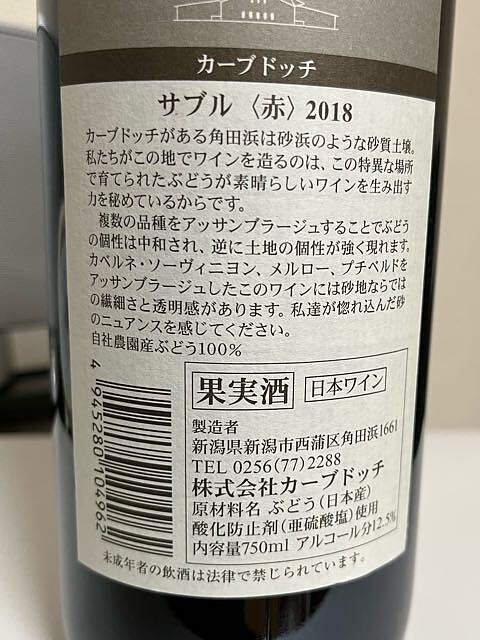 カーブドッチ
サブル〈赤〉2018
カーブドッチがある角田浜は砂浜のような砂質土壌。
私たちがこの地でワインを造るのは、この特異な場所
で育てられたぶどうが素晴らしいワインを生み出す
力を秘めているからです。
複数の品種をアッサンブラージュすることでぶどう
の個性は中和され、逆に土地の個性が強く現れます。
カベルネ・ソーヴィニヨン、メルロー、プチベルドを
アッサンブラージュしたこのワインには砂地ならでは
の繊細さと透明感があります。私達が惚れ込んだ砂
のニュアンスを感じてください。
自社農園産ぶどう100%
果実酒 日本ワイン
製造者
新潟県新潟市西蒲区角田浜1661
TEL 0256(77)2288
株式会社カーブドッチ
原材料名 ぶどう(日本産)
酸化防止剤(亜硫酸塩)使用
内容量750ml アルコール分12.5%
4 945280 104962
未成年者の飲酒は法律で禁じられています。